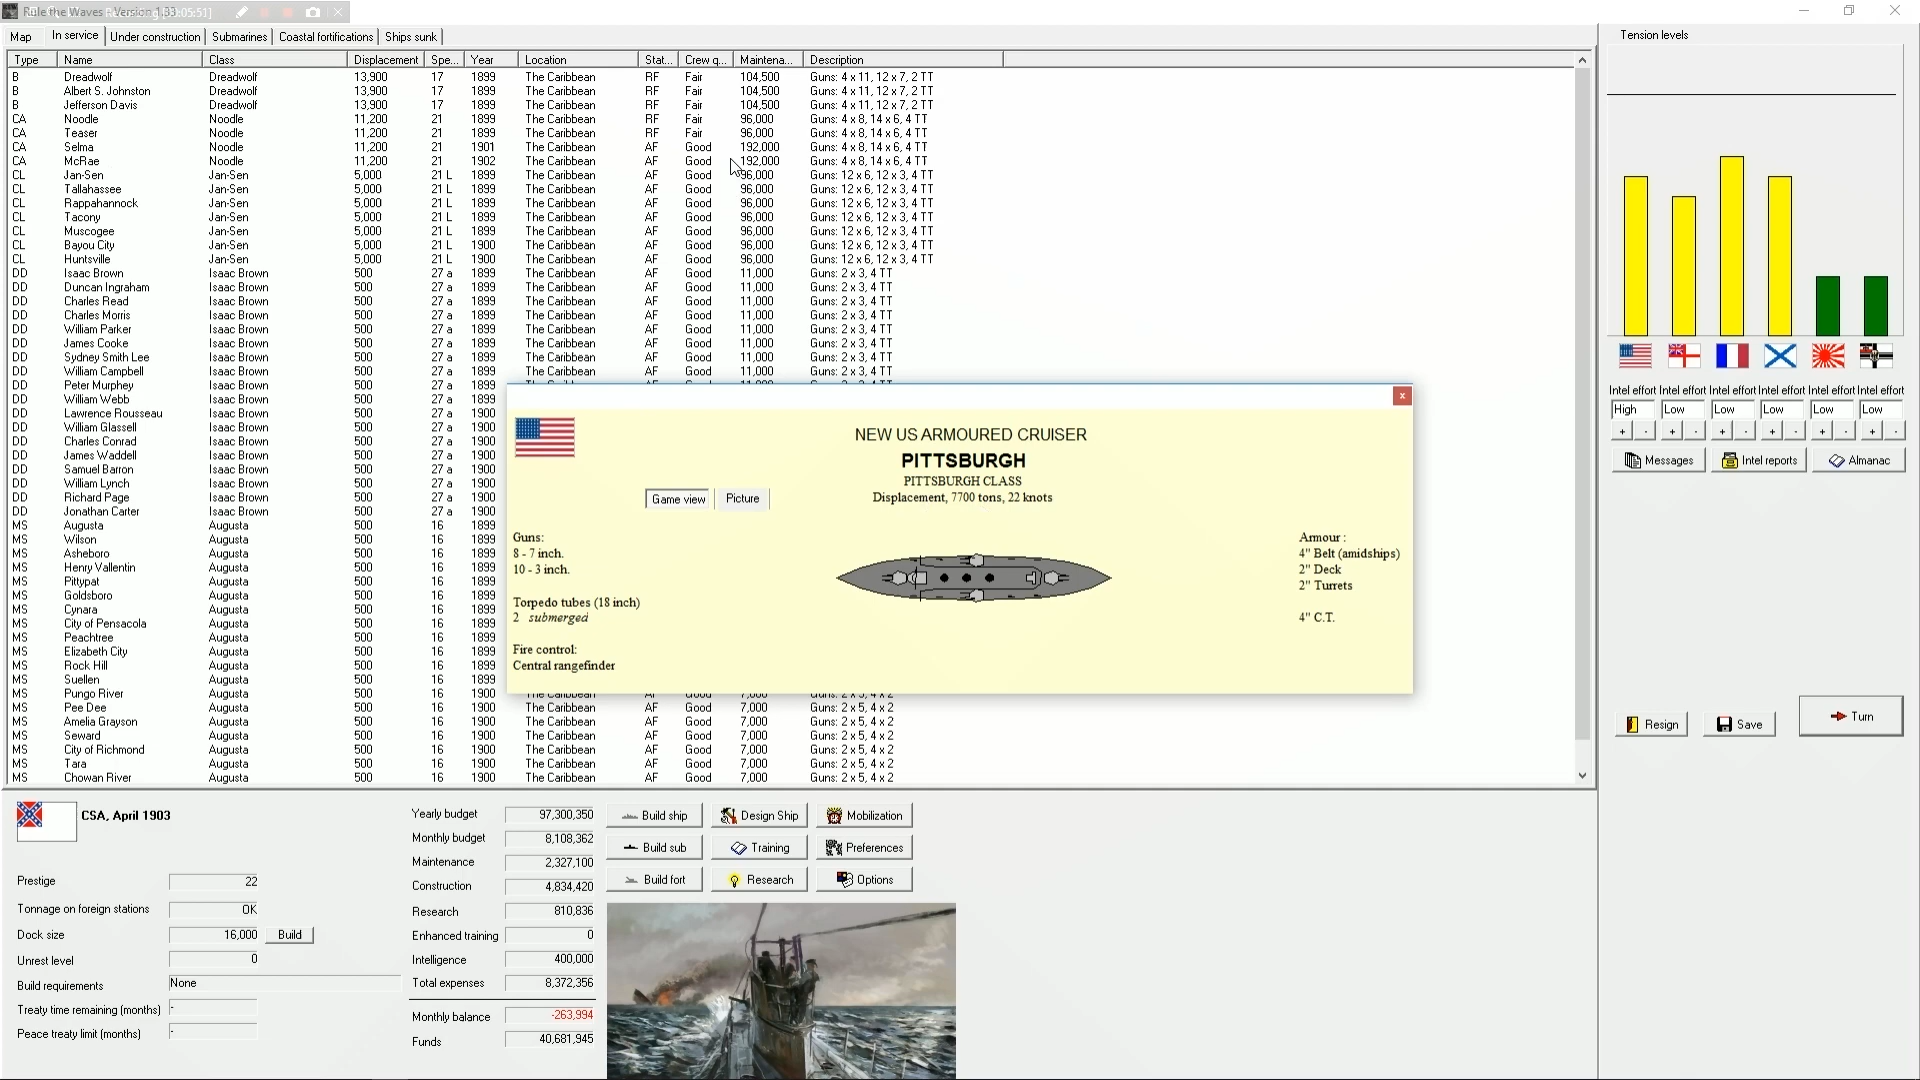 Rule the Waves Version 1.33
Map In service Under construction Submarines Coastal fortifications Ships sunk
Tension levels
Type Name Class Displacement Spe... Year Location Stat... Crew q... Maintena... Description
B Dreadwolf Dreadwolf 13,900 17 1899 The Caribbean RF Fair 104,500 Guns: 4 x 11, 12 x 7, 2 TT
B Albert S. Johnston Dreadwolf 13,900 17 1899 The Caribbean RF Fair 104,500 Guns: 4 x 11, 12 x 7, 2 TT
B Jefferson Davis Dreadwolf 13,900 17 1899 The Caribbean RF Fair 104,500 Guns: 4 x 11, 12 x 7, 2 TT
CA Noodle Noodle 11,200 21 1899 The Caribbean RF Fair 96,000 Guns: 4 x 8, 14 x 6, 4 TT
CA Teaser Noodle 11,200 21 1899 The Caribbean RF Fair 96,000 Guns: 4 x 8, 14 x 6, 4 TT
CA Selma Noodle 11,200 21 1901 The Caribbean AF Good 192,000 Guns: 4 x 8, 14 x 6, 4 TT
CA McRae Noodle 11,200 21 1902 The Caribbean AF Good 192,000 Guns: 4 x 8, 14 x 6, 4 TT
CL Jan-Sen Jan-Sen 5,000 21 L 1899 The Caribbean AF Good 96,000 Guns: 12 x 6, 12 x 3, 4 TT
CL Tallahassee Jan-Sen 5,000 21 L 1899 The Caribbean AF Good 96,000 Guns: 12 x 6, 12 x 3, 4 TT
CL Rappahannock Jan-Sen 5,000 21 L 1899 The Caribbean AF Good 96,000 Guns: 12 x 6, 12 x 3, 4 TT
CL Tacony Jan-Sen 5,000 21 L 1899 The Caribbean AF Good 96,000 Guns: 12 x 6, 12 x 3, 4 TT
CL Muscogee Jan-Sen 5,000 21 L 1899 The Caribbean AF Good 96,000 Guns: 12 x 6, 12 x 3, 4 TT
CL Bayou City Jan-Sen 5,000 21 L 1900 The Caribbean AF Good 96,000 Guns: 12 x 6, 12 x 3, 4 TT
CL Huntsville Jan-Sen 5,000 21 L 1900 The Caribbean AF Good 96,000 Guns: 12 x 6, 12 x 3, 4 TT
DD Isaac Brown Isaac Brown 500 27 a 1899 The Caribbean AF Good 11,000 Guns: 2 x 3, 4 TT
DD Duncan Ingraham Isaac Brown 500 27 a 1899 The Caribbean AF Good 11,000 Guns: 2 x 3, 4 TT
DD Charles Read Isaac Brown 500 27 a 1899 The Caribbean AF Good 11,000 Guns: 2 x 3, 4 TT
DD Charles Morris Isaac Brown 500 27 a 1899 The Caribbean AF Good 11,000 Guns: 2 x 3, 4 TT
DD William Parker Isaac Brown 500 27 a 1899 The Caribbean AF Good 11,000 Guns: 2 x 3, 4 TT
DD James Cooke Isaac Brown 500 27 a 1899 The Caribbean AF Good 11,000 Guns: 2 x 3, 4 TT
DD Sydney Smith Lee Isaac Brown 500 27 a 1899 The Caribbean AF Good 11,000 Guns: 2 x 3, 4 TT
DD William Campbell Isaac Brown 500 27 a 1899 The Caribbean AF Good 11,000 Guns: 2 x 3, 4 TT
DD Peter Murphey Isaac Brown 500 27 a 1899
DD William Webb Isaac Brown 500 27 a 1900
DD Lawrence Rousseau Isaac Brown 500 27 a 1900
DD William Glassell Isaac Brown 500 27 a 1900
DD Charles Conrad Isaac Brown 500 27 a 1900
DD James Waddell Isaac Brown 500 27 a 1900
DD Samuel Barron Isaac Brown 500 27 a 1900
DD William Lynch Isaac Brown 500 27 a 1900
DD Richard Page Isaac Brown 500 27 a 1900
DD Jonathan Carter Isaac Brown 500 27 a 1900
MS Augusta Augusta 500 16 1899
MS Wilson Augusta 500 16 1899
MS Asheboro Augusta 500 16 1899
MS Henry Vallentin Augusta 500 16 1899
MS Pittypat Augusta 500 16 1899
MS Goldsboro Augusta 500 16 1899
MS Cynara Augusta 500 16 1899
MS City of Pensacola Augusta 500 16 1899
MS Peachtree Augusta 500 16 1899
MS Elizabeth City Augusta 500 16 1899
MS Rock Hill Augusta 500 16 1899
MS Suellen Augusta 500 16 1899
MS Pungo River Augusta 500 16 1900 The Caribbean AF Good 7,000 Guns: 2 x 5, 4 x 2
MS Pee Dee Augusta 500 16 1900 The Caribbean AF Good 7,000 Guns: 2 x 5, 4 x 2
MS Amelia Grayson Augusta 500 16 1900 The Caribbean AF Good 7,000 Guns: 2 x 5, 4 x 2
MS Seward Augusta 500 16 1900 The Caribbean AF Good 7,000 Guns: 2 x 5, 4 x 2
MS City of Richmond Augusta 500 16 1900 The Caribbean AF Good 7,000 Guns: 2 x 5, 4 x 2
MS Tara Augusta 500 16 1900 The Caribbean AF Good 7,000 Guns: 2 x 5, 4 x 2
MS Chowan River Augusta 500 16 1900 The Caribbean AF Good 7,000 Guns: 2 x 5, 4 x 2
NEW US ARMOURED CRUISER
PITTSBURGH
PITTSBURGH CLASS
Displacement, 7700 tons, 22 knots
Game view Picture
Guns:
8 - 7 inch.
10 - 3 inch.
Torpedo tubes (18 inch)
2 submerged
Fire control:
Central rangefinder
Armour :
4" Belt (amidships)
2" Deck
2" Turrets
4" C.T.
Intel effort Intel effort Intel effort Intel effort Intel effort Intel effort
High Low Low Low Low Low
+ - + - + - + - + - + -
Messages Intel reports Almanac
Resign Save Turn
CSA, April 1903
Prestige 22
Tonnage on foreign stations OK
Dock size 16,000 Build
Unrest level 0
Build requirements None
Treaty time remaining (months) -
Peace treaty limit (months) -
Yearly budget 97,300,350
Monthly budget 8,108,362
Maintenance 2,327,100
Construction 4,834,420
Research 810,836
Enhanced training 0
Intelligence 400,000
Total expenses 8,372,356
Monthly balance -263,994
Funds 40,681,945
Build ship Design Ship Mobilization
Build sub Training Preferences
Build fort Research Options